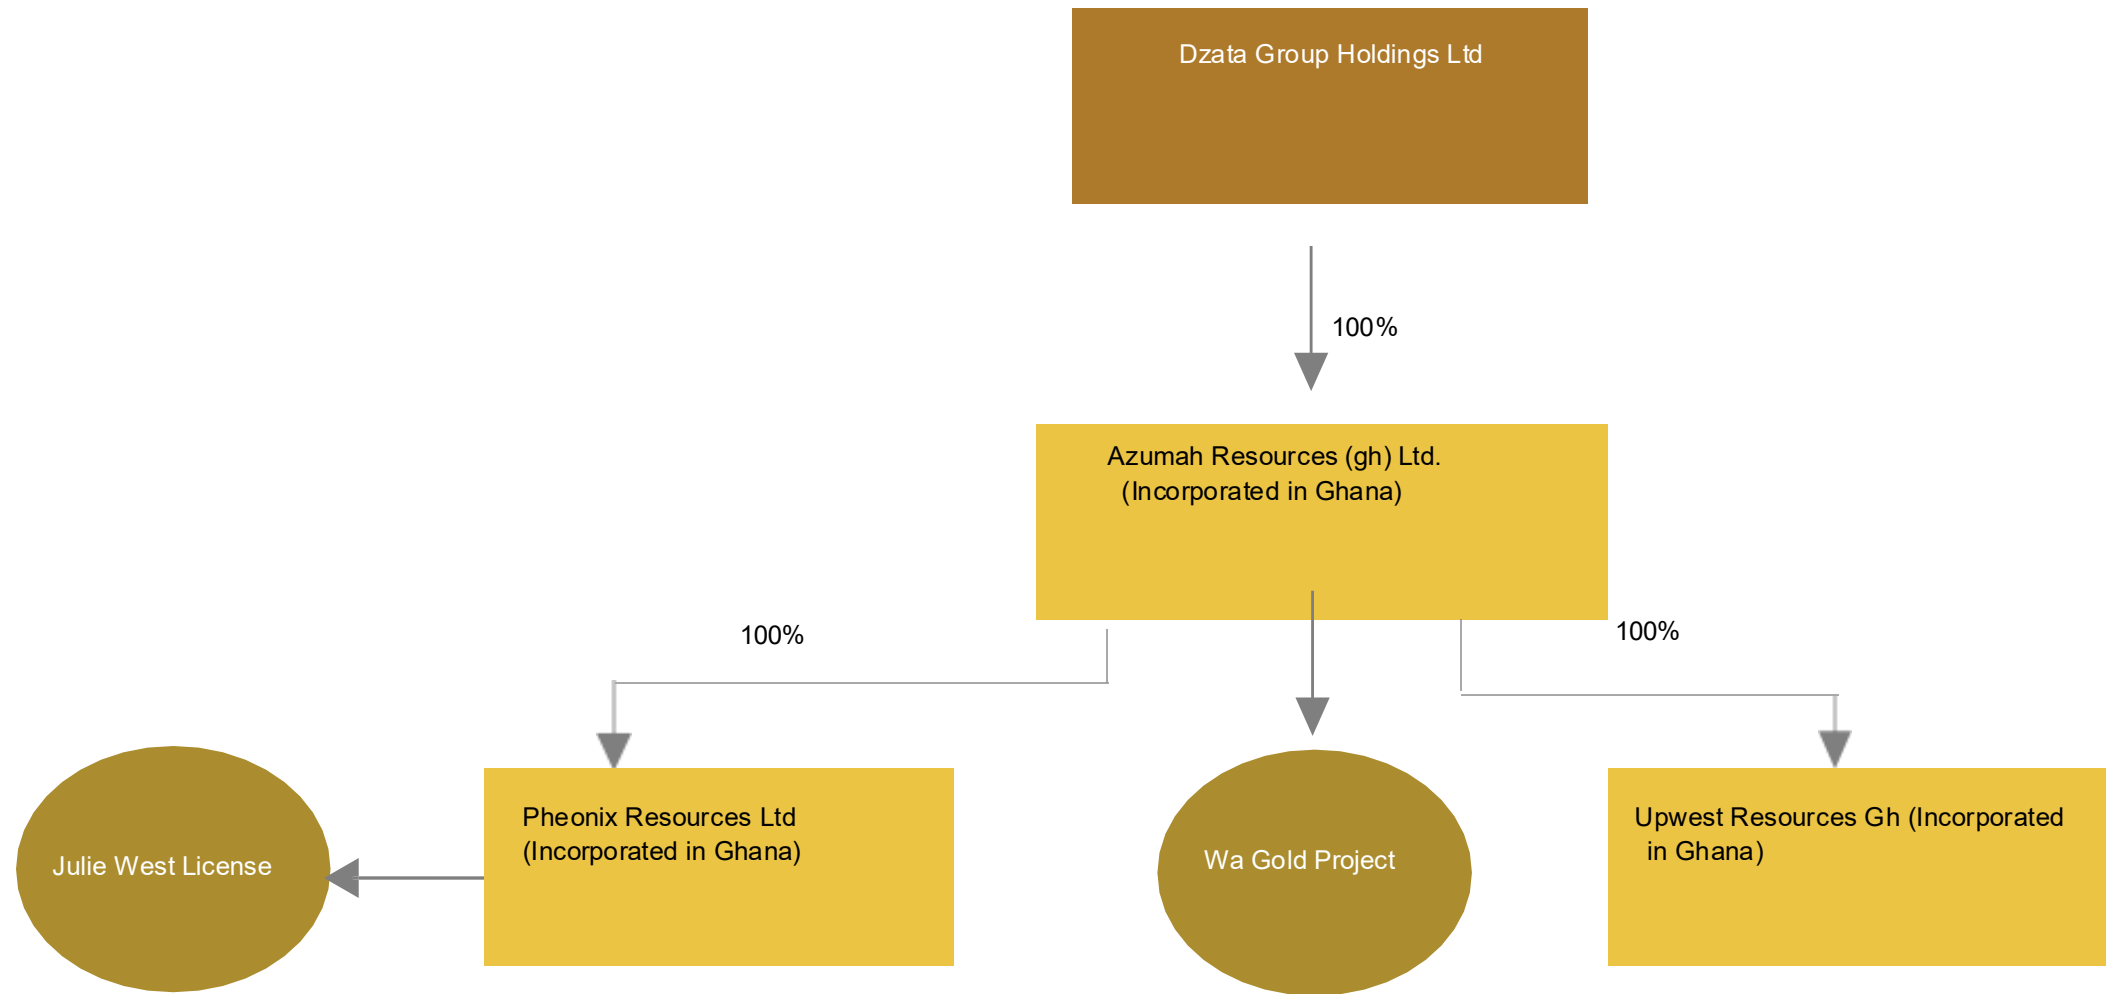 Dzata Group Holdings Ltd
100%
Azumah Resources (gh) Ltd.
(Incorporated in Ghana)
100%
100%
Pheonix Resources Ltd
(Incorporated in Ghana)
Upwest Resources Gh (Incorporated
in Ghana)
Julie West License
Wa Gold Project